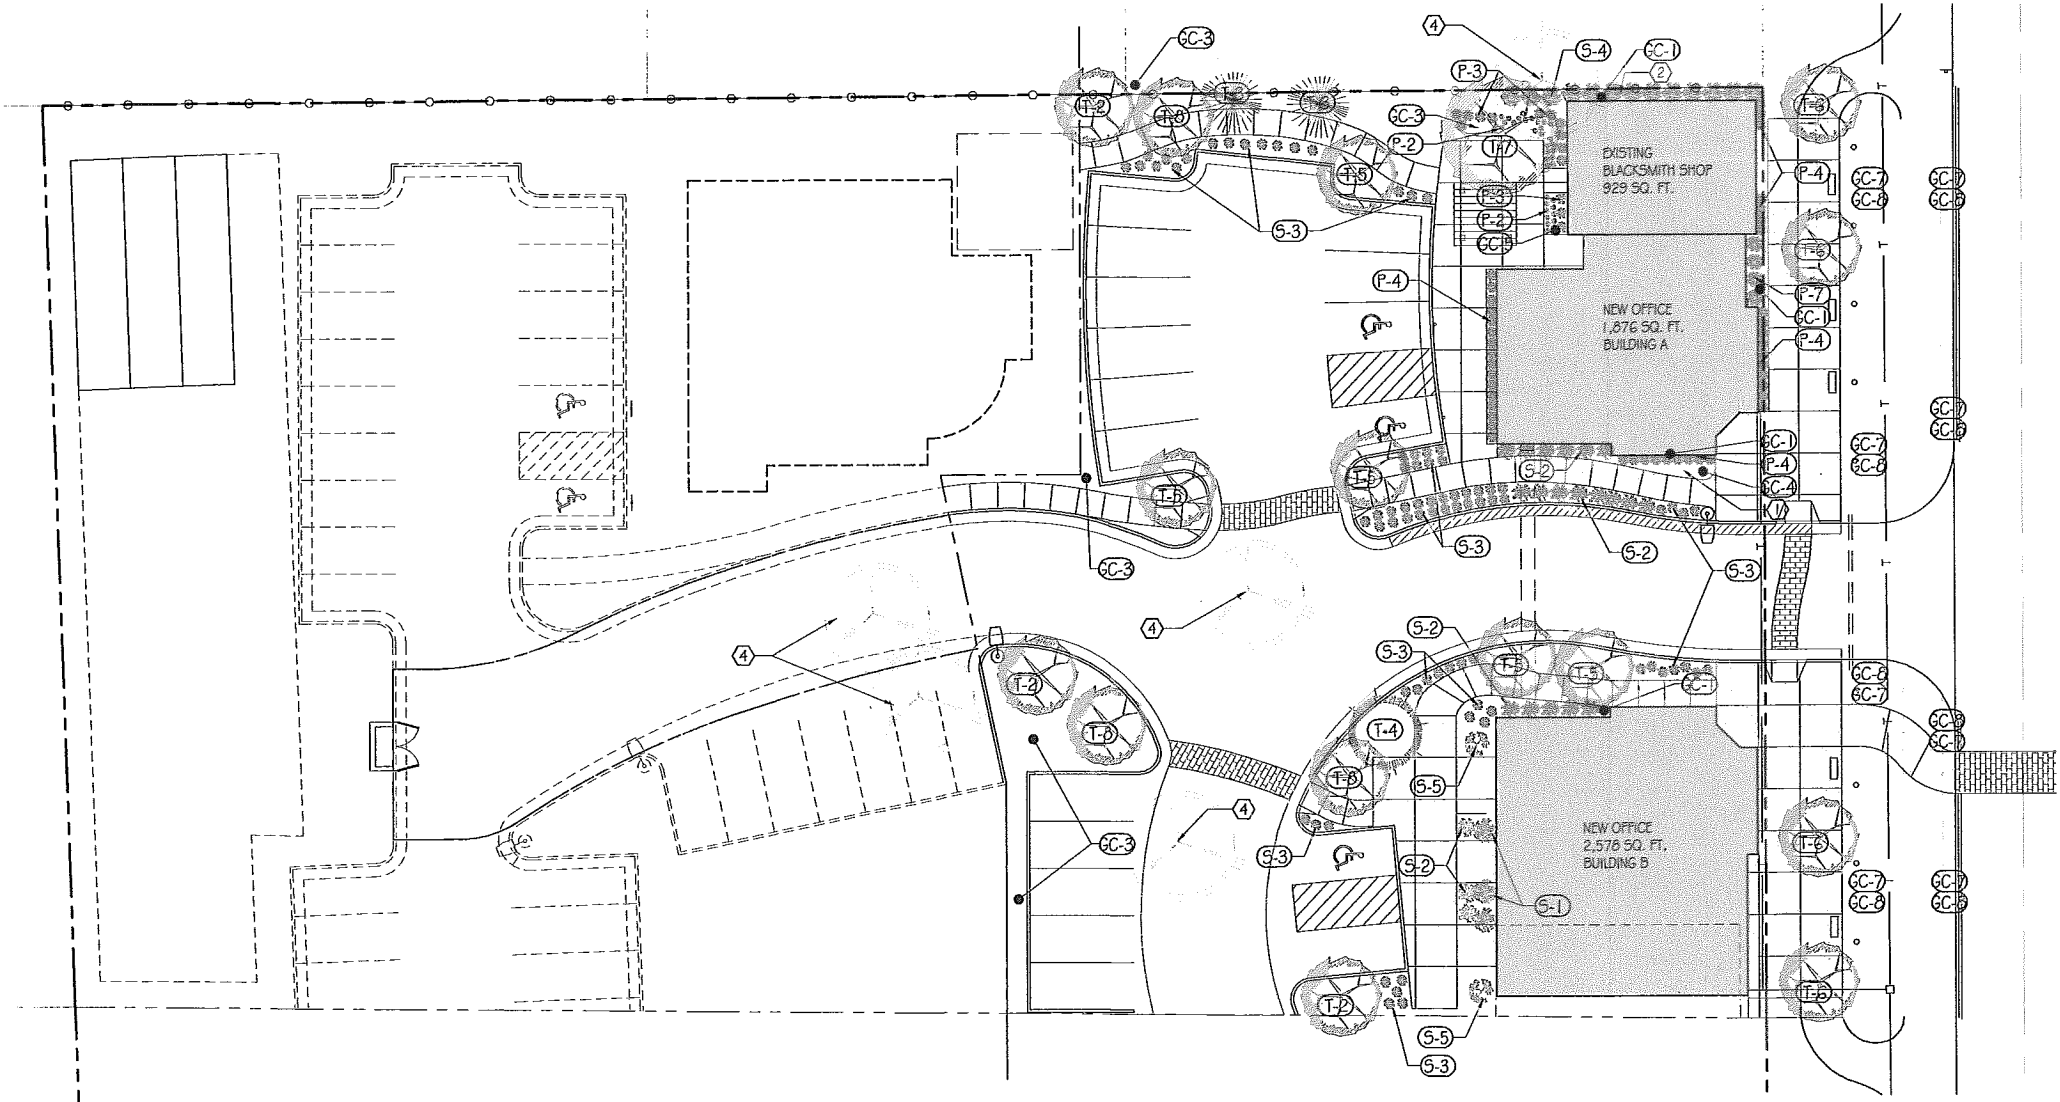 4
GC-3
S-4
GC-1
2
P-3
T-2
T-8
T-3
T-3
GC-3
T-6
P-2
T-7
EXISTING
BLACKSMITH SHOP
929 SQ. FT.
T-5
P-4
GC-7
GC-7
GC-8
GC-8
P-3
P-2
GC-5
S-3
T-6
P-4
P-7
GC-1
P-4
NEW OFFICE
1,876 SQ. FT.
BUILDING A
GC-7
GC-8
GC-1
GC-7
P-4
GC-8
S-2
GC-4
T-5
T-5
1
S-3
S-2
GC-3
S-3
4
4
S-2
S-3
T-5
T-5
GC-1
GC-8
GC-7
T-2
T-8
T-4
GC-8
GC-7
T-8
S-5
4
GC-3
S-3
S-2
NEW OFFICE
2,578 SQ. FT.
BUILDING B
T-6
GC-7
GC-8
GC-7
GC-8
S-1
T-2
T-6
S-5
S-3